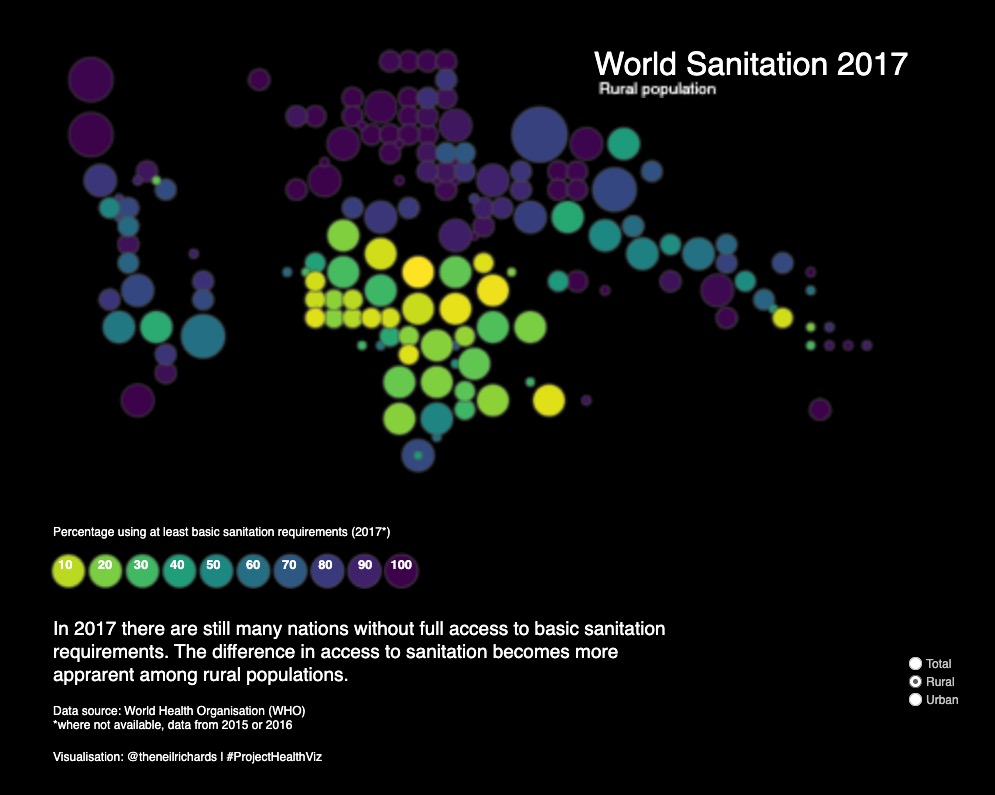 World Sanitation 2017
Rural population
Percentage using at least basic sanitation requirements (2017*)
10 20 30 40 50 60 70 80 90 100
In 2017 there are still many nations without full access to basic sanitation
requirements. The difference in access to sanitation becomes more
apprarent among rural populations.
Total
Rural
Urban
Data source: World Health Organisation (WHO)
*where not available, data from 2015 or 2016
Visualisation: @theneilrichards I #ProjectHealthViz